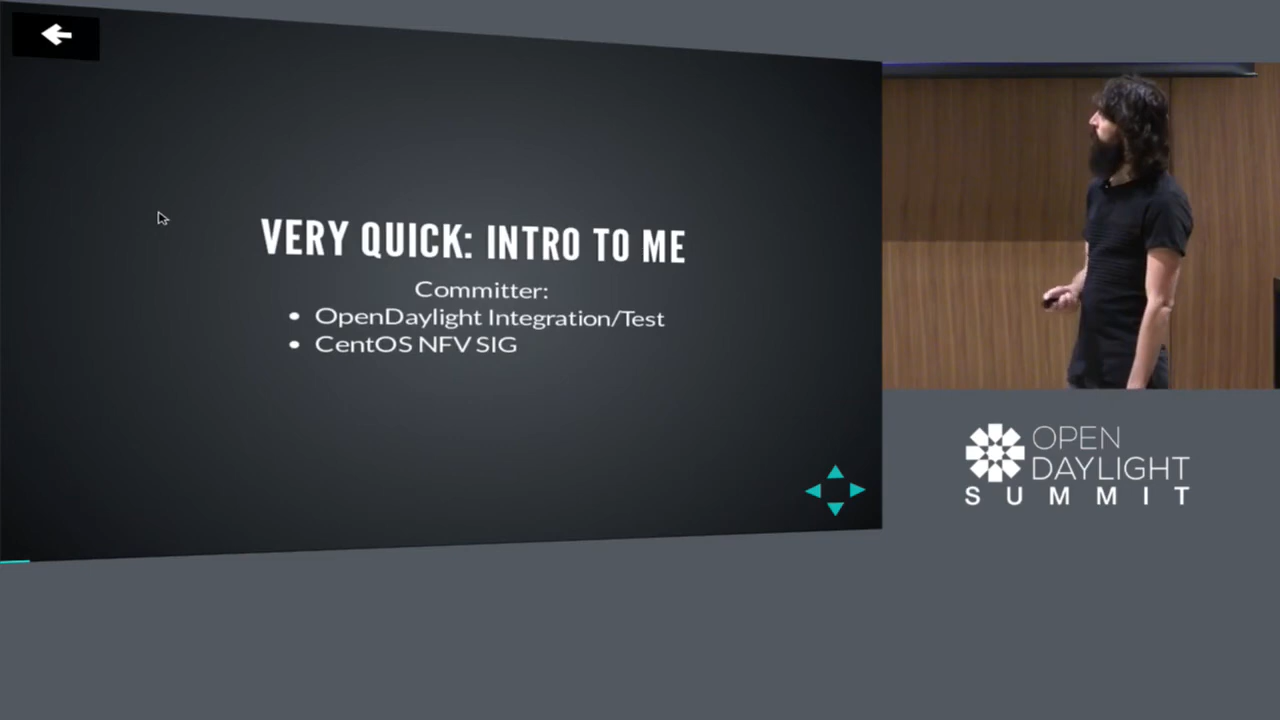 VERY QUICK: INTRO TO ME
Committer:
• OpenDaylight Integration/Test
• CentOS NFV SIG
OPEN
DAYLIGHT
SUMMIT